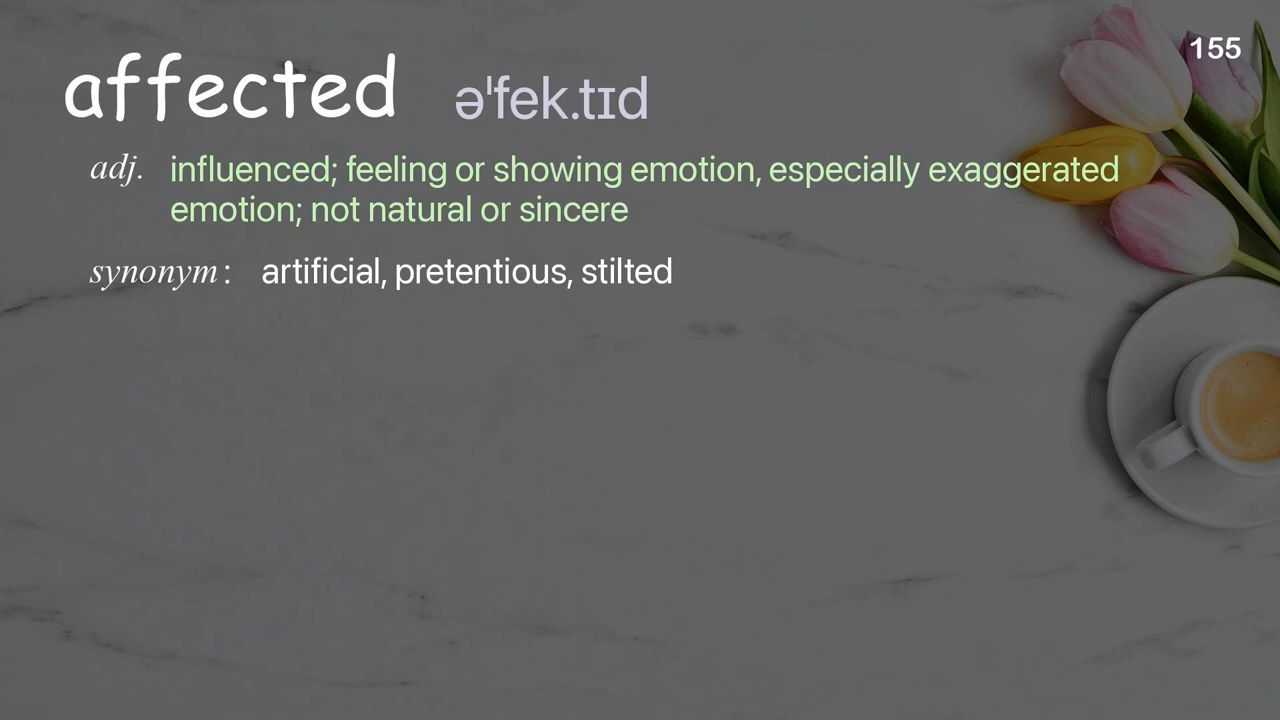 155
affected ə'fek.tɪd
adj. influenced; feeling or showing emotion, especially exaggerated
emotion; not natural or sincere
synonym: artificial, pretentious, stilted